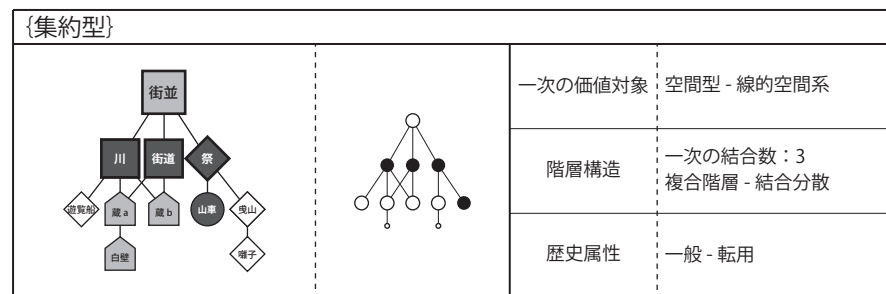 {集約型}
街並
川
街道
祭
遊覧船
蔵 a
蔵 b
山車
曳山
白壁
囃子
一次の価値対象
空間型 - 線的空間系
階層構造
一次の結合数：3
複合階層 - 結合分散
歴史属性
一般 - 転用